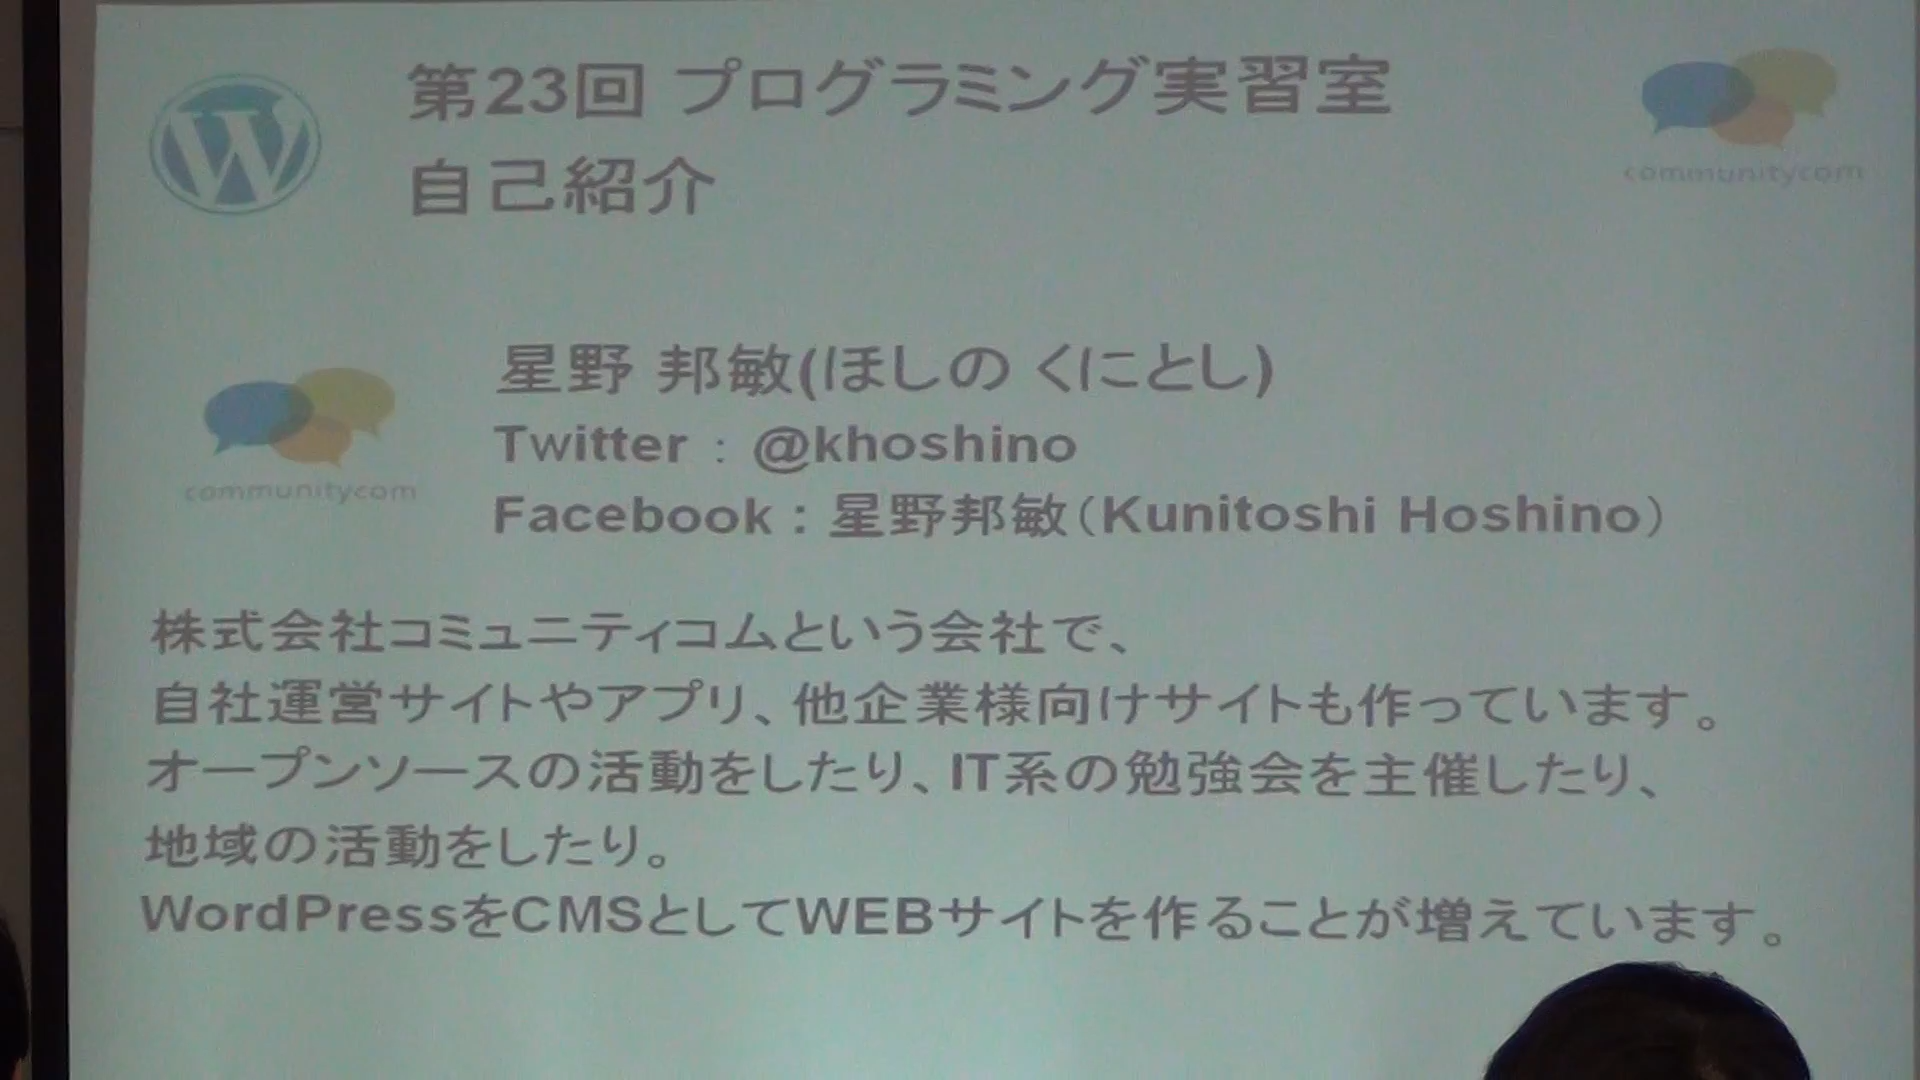 第23回 プログラミング実習室
自己紹介
communitycom
星野 邦敏(ほしの くにとし)
Twitter : @khoshino
Facebook : 星野邦敏(Kunitoshi Hoshino)
communitycom
株式会社コミュニティコムという会社で、
自社運営サイトやアプリ、他企業様向けサイトも作っています。
オープンソースの活動をしたり、IT系の勉強会を主催したり、
地域の活動をしたり。
WordPressをCMSとしてWEBサイトを作ることが増えています。